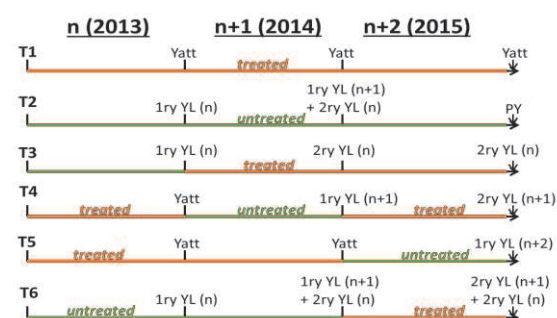 n (2013) n+1 (2014) n+2 (2015)
T1 Yatt treated Yatt Yatt
T2 1ry YL (n) untreated 1ry YL (n+1)
+ 2ry YL (n) PY
T3 1ry YL (n) treated 2ry YL (n) 2ry YL (n)
T4 treated Yatt untreated 1ry YL (n+1) treated 2ry YL (n+1)
T5 treated Yatt Yatt untreated 1ry YL (n+2)
T6 untreated 1ry YL (n) 1ry YL (n+1)
+ 2ry YL (n) treated 2ry YL (n+1)
+ 2ry YL (n)